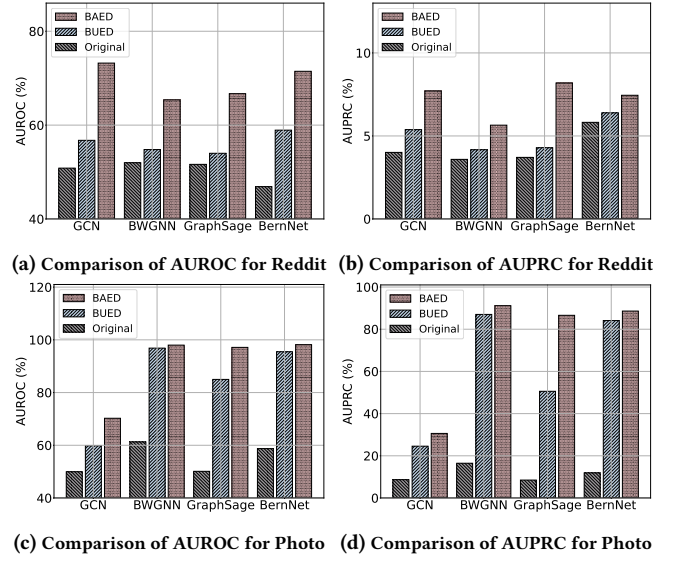 80
60
40
AUROC (%)
BAED
BUED
Original
GCN
BWGNN
GraphSage
BernNet
10
5
0
AUPRC (%)
BAED
BUED
Original
GCN
BWGNN
GraphSage
BernNet
(a) Comparison of AUROC for Reddit
(b) Comparison of AUPRC for Reddit
120
100
80
60
40
AUROC (%)
BAED
BUED
Original
GCN
BWGNN
GraphSage
BernNet
100
80
60
40
20
0
AUPRC (%)
BAED
BUED
Original
GCN
BWGNN
GraphSage
BernNet
(c) Comparison of AUROC for Photo
(d) Comparison of AUPRC for Photo